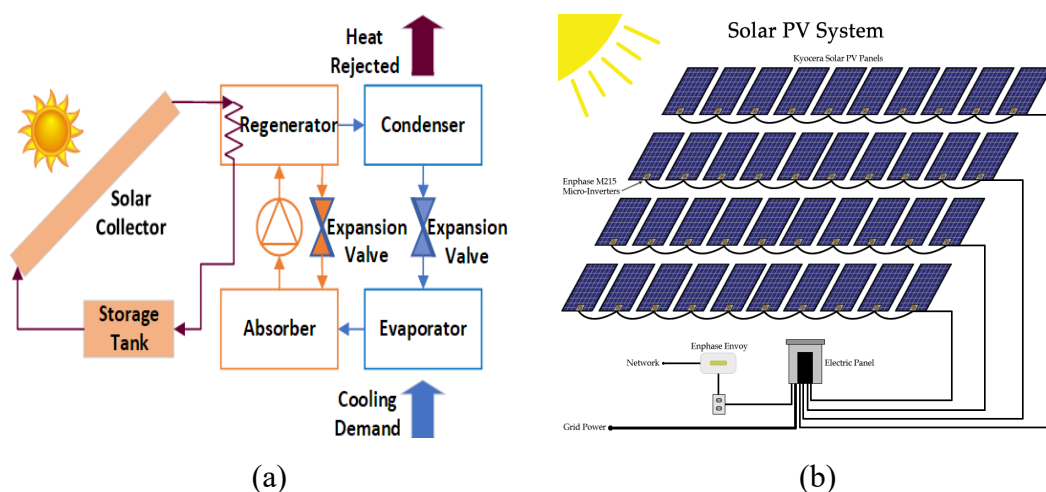 Heat
Rejected
Regenerator
Condenser
Solar
Collector
Expansion
Valve
Expansion
Valve
Storage
Tank
Absorber
Evaporator
Cooling
Demand
(a)
Solar PV System
Kyocera Solar PV Panels
Enphase M215
Micro-Inverters
Enphase Envoy
Network
Electric Panel
Grid Power
(b)